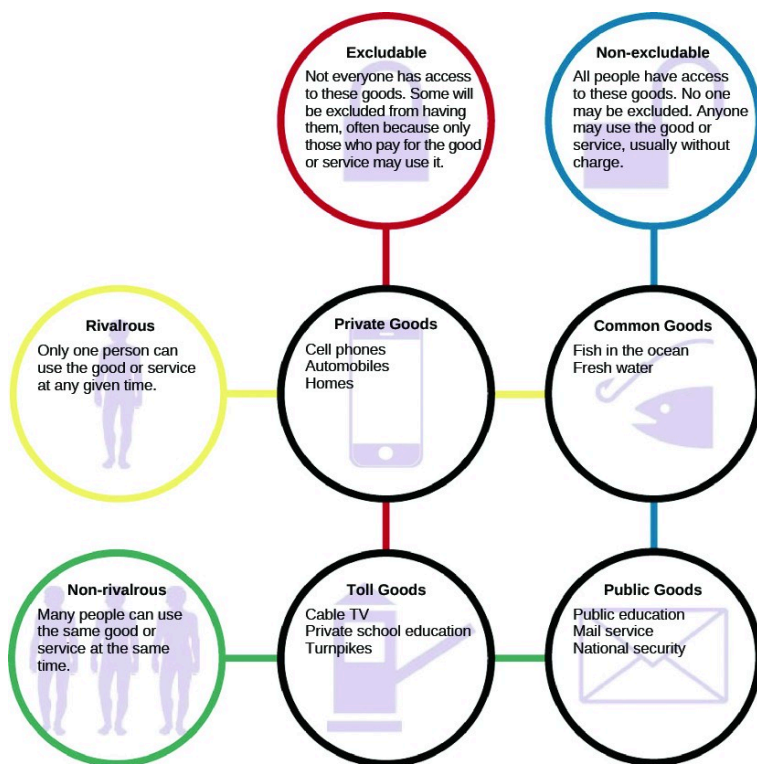 Excludable
Not everyone has access
to these goods. Some will
be excluded from having
them, often because only
those who pay for the good
or service may use it.
Non-excludable
All people have access
to these goods. No one
may be excluded. Anyone
may use the good or
service, usually without
charge.
Rivalrous
Only one person can
use the good or service
at any given time.
Private Goods
Cell phones
Automobiles
Homes
Common Goods
Fish in the ocean
Fresh water
Non-rivalrous
Many people can use
the same good or
service at the same
time.
Toll Goods
Cable TV
Private school education
Turnpikes
Public Goods
Public education
Mail service
National security